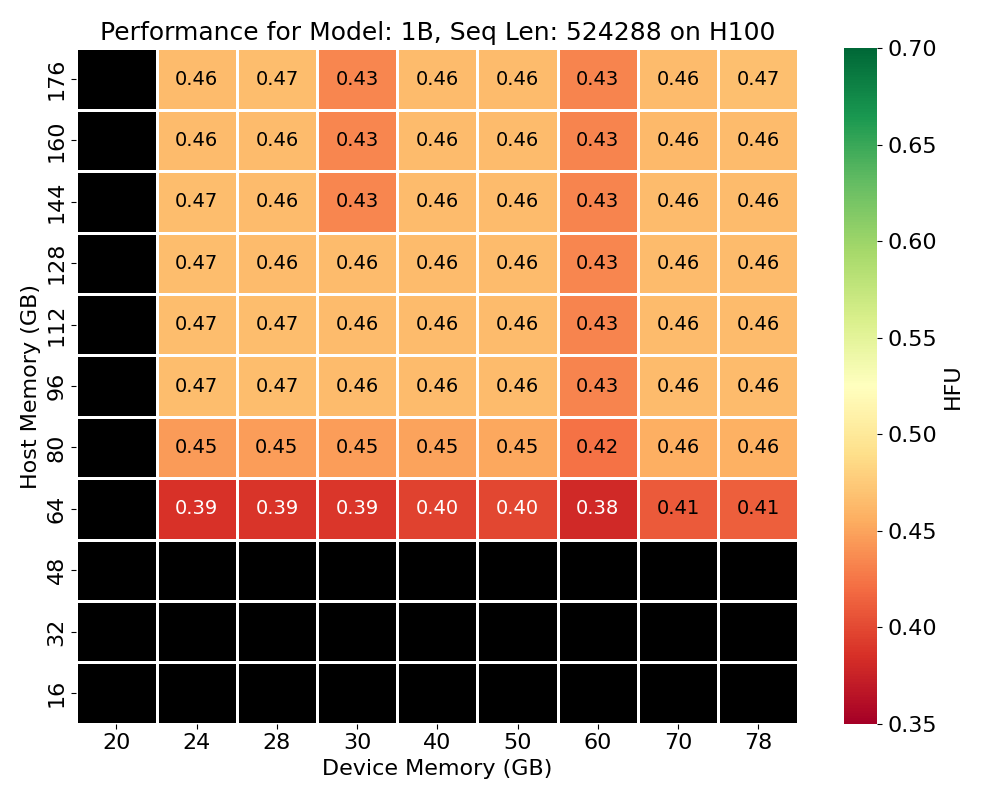 Performance for Model: 1B, Seq Len: 524288 on H100
176 0.46 0.47 0.43 0.46 0.46 0.43 0.46 0.47
160 0.46 0.46 0.43 0.46 0.46 0.43 0.46 0.46
144 0.47 0.46 0.43 0.46 0.46 0.43 0.46 0.46
128 0.47 0.46 0.46 0.46 0.46 0.43 0.46 0.46
112 0.47 0.47 0.46 0.46 0.46 0.43 0.46 0.46
96 0.47 0.47 0.46 0.46 0.46 0.43 0.46 0.46
80 0.45 0.45 0.45 0.45 0.45 0.42 0.46 0.46
64 0.39 0.39 0.39 0.40 0.40 0.38 0.41 0.41
48
32
16
Host Memory (GB)
20 24 28 30 40 50 60 70 78
Device Memory (GB)
0.70
0.65
0.60
0.55
0.50
0.45
0.40
0.35
HFU